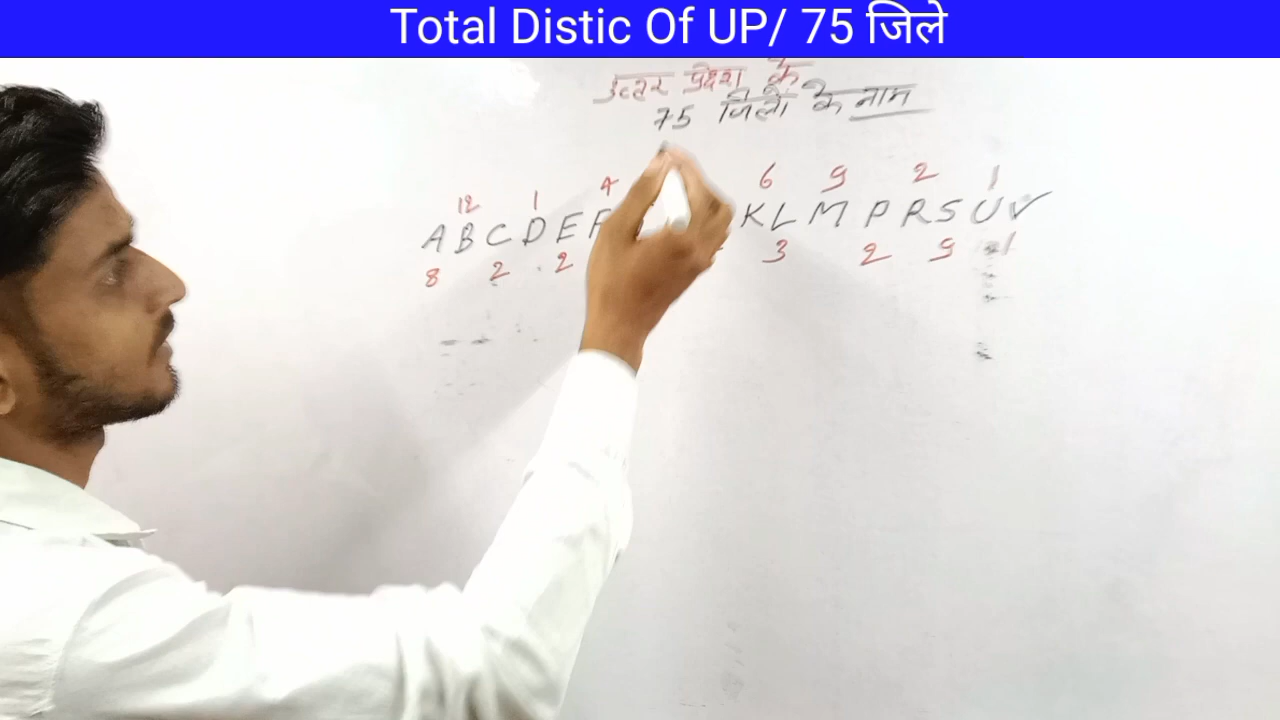 Total Distic Of UP/ 75 जिले
उत्तर प्रदेश के
75 जिलो के नाम
12 1 4 6 9 2 1
A B C D E F K L M P R S U V
8 2 2 3 2 9 1